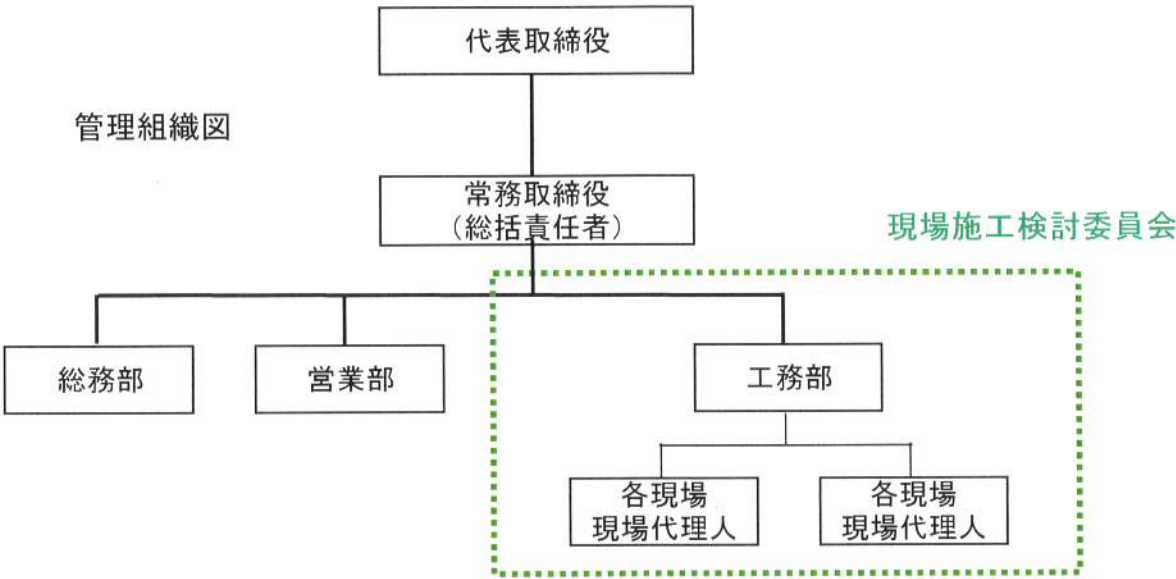 代表取締役
管理組織図
常務取締役
(総括責任者)
現場施工検討委員会
総務部
営業部
工務部
各現場
現場代理人
各現場
現場代理人